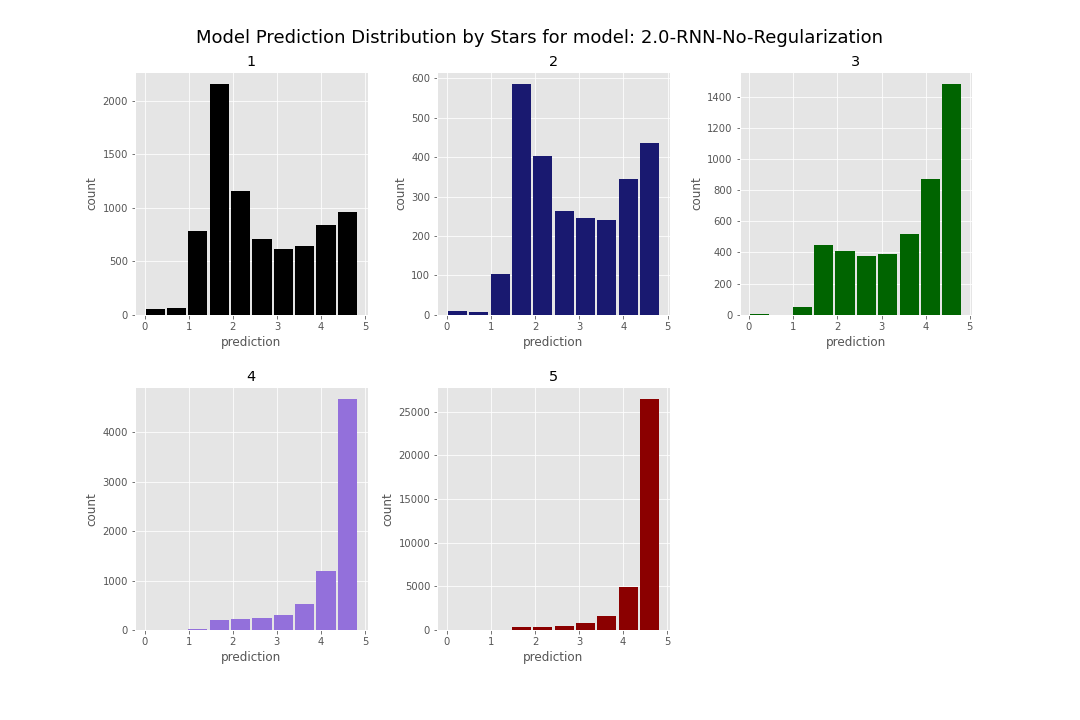 Model Prediction Distribution by Stars for model: 2.0-RNN-No-Regularization
1
2000
1500
1000
500
0
count
0 1 2 3 4 5
prediction
2
600
500
400
300
200
100
0
count
0 1 2 3 4 5
prediction
3
1400
1200
1000
800
600
400
200
0
count
0 1 2 3 4 5
prediction
4
4000
3000
2000
1000
0
count
0 1 2 3 4 5
prediction
5
25000
20000
15000
10000
5000
0
count
0 1 2 3 4 5
prediction